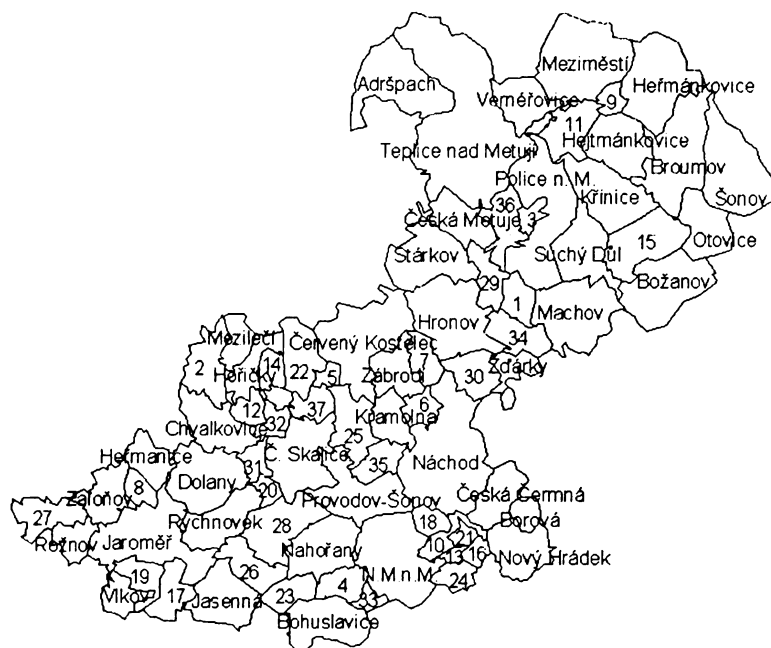 Meziměstí
Adršpach
Heřmánkovice
Verněřovice
9
11
Hejtmánkovice
Teplice nad Metují
Broumov
Police n. M.
Křinice
Šonov
36
Česká Metuje
3
Otovice
15
Stárkov
Suchý Důl
Božanov
29
1
Machov
Hronov
Mezilečí
Červený Kostelec
34
2
14
Hořičky
22
5
Zábrodí
7
30
Žďárky
12
37
6
Chvalkovice
32
Kramolna
25
Heřmanice
Č. Skalice
31
35
Náchod
Dolany
8
20
Zaloňov
Provodov-Šonov
Česká Čermná
27
Rychnovek
28
18
Borová
Rožnov
Jaroměř
Nahořany
10
21
13
16
Nový Hrádek
19
26
N.M n.M.
24
Vlkov
17
Jasenná
23
4
33
Bohuslavice